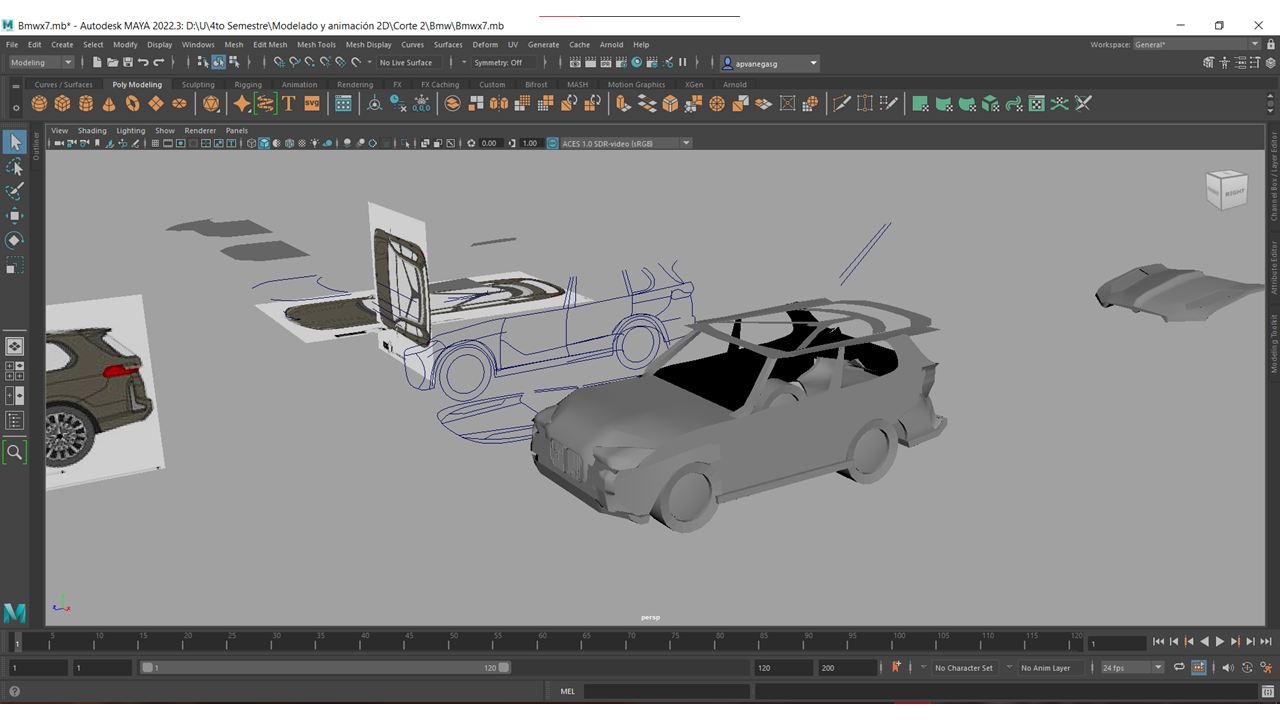 Bmwx7.mb* - Autodesk MAYA 2022.3: D:\U\4to Semestre\Modelado y animación 2D\Corte 2\Bmw\Bmwx7.mb
File Edit Create Select Modify Display Windows Mesh Edit Mesh Mesh Tools Mesh Display Curves Surfaces Deform UV Generate Cache Arnold Help Workspace: General*
Modeling No Live Surface Symmetry: Off apvanegasg
Curves / Surfaces Poly Modeling Sculpting Rigging Animation Rendering FX FX Caching Custom Bifrost MASH Motion Graphics XGen Arnold
View Shading Lighting Show Renderer Panels
0.00 1.00 ACES 1.0 SDR-video (sRGB)
Outliner
RIGHT
Channel Box / Layer Editor
Attribute Editor
Modeling Toolkit
persp
1 5 10 15 20 25 30 35 40 45 50 55 60 65 70 75 80 85 90 95 100 105 110 115 120 1
1 1 1 120 120 200 No Character Set No Anim Layer 24 fps
MEL